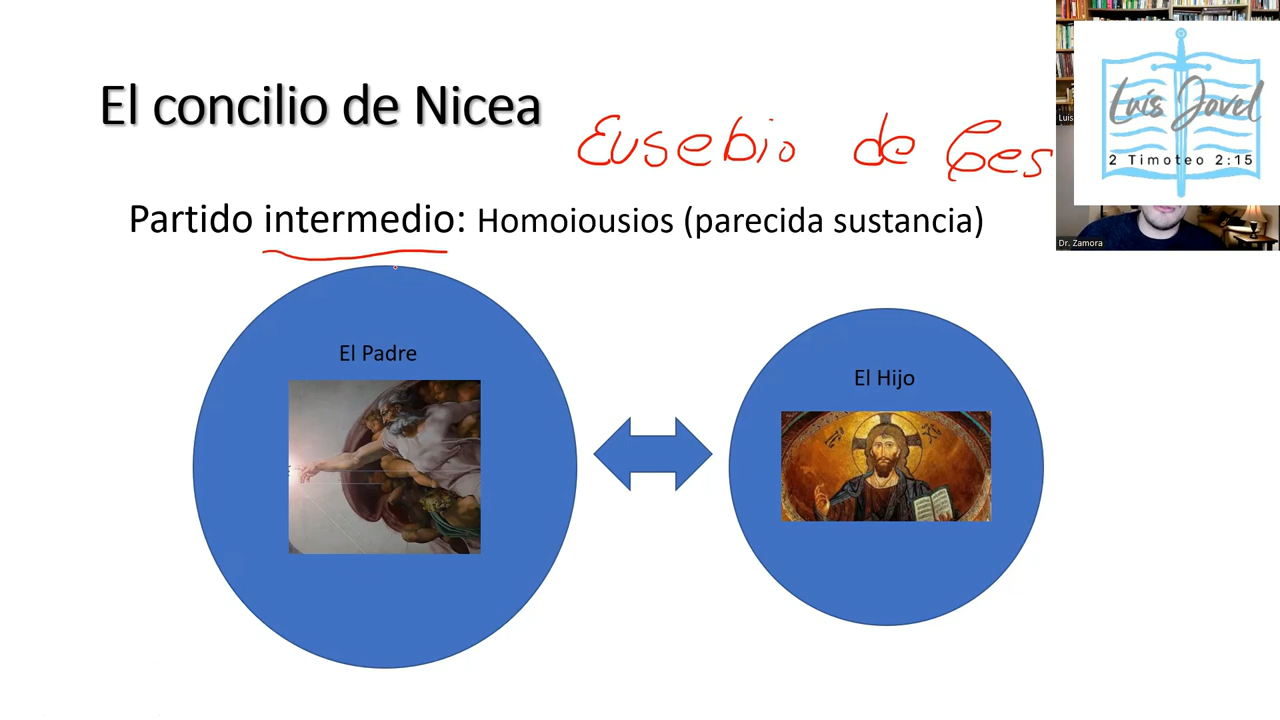 El concilio de Nicea
Eusebio de Ces
Partido intermedio: Homoiousios (parecida sustancia)
El Padre
El Hijo
Luis Jovel
2 Timoteo 2:15
Luis
Dr. Zamora